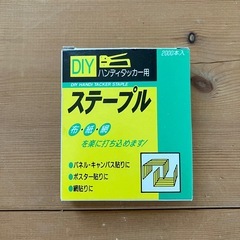 2000本入
DIY ハンディタッカー用
DIY HANDI TACKER STAPLE
ステープル
布・紙・網
を楽に打ち込めます!
•パネル・キャンバス貼りに
•ポスター貼りに
•網貼りに